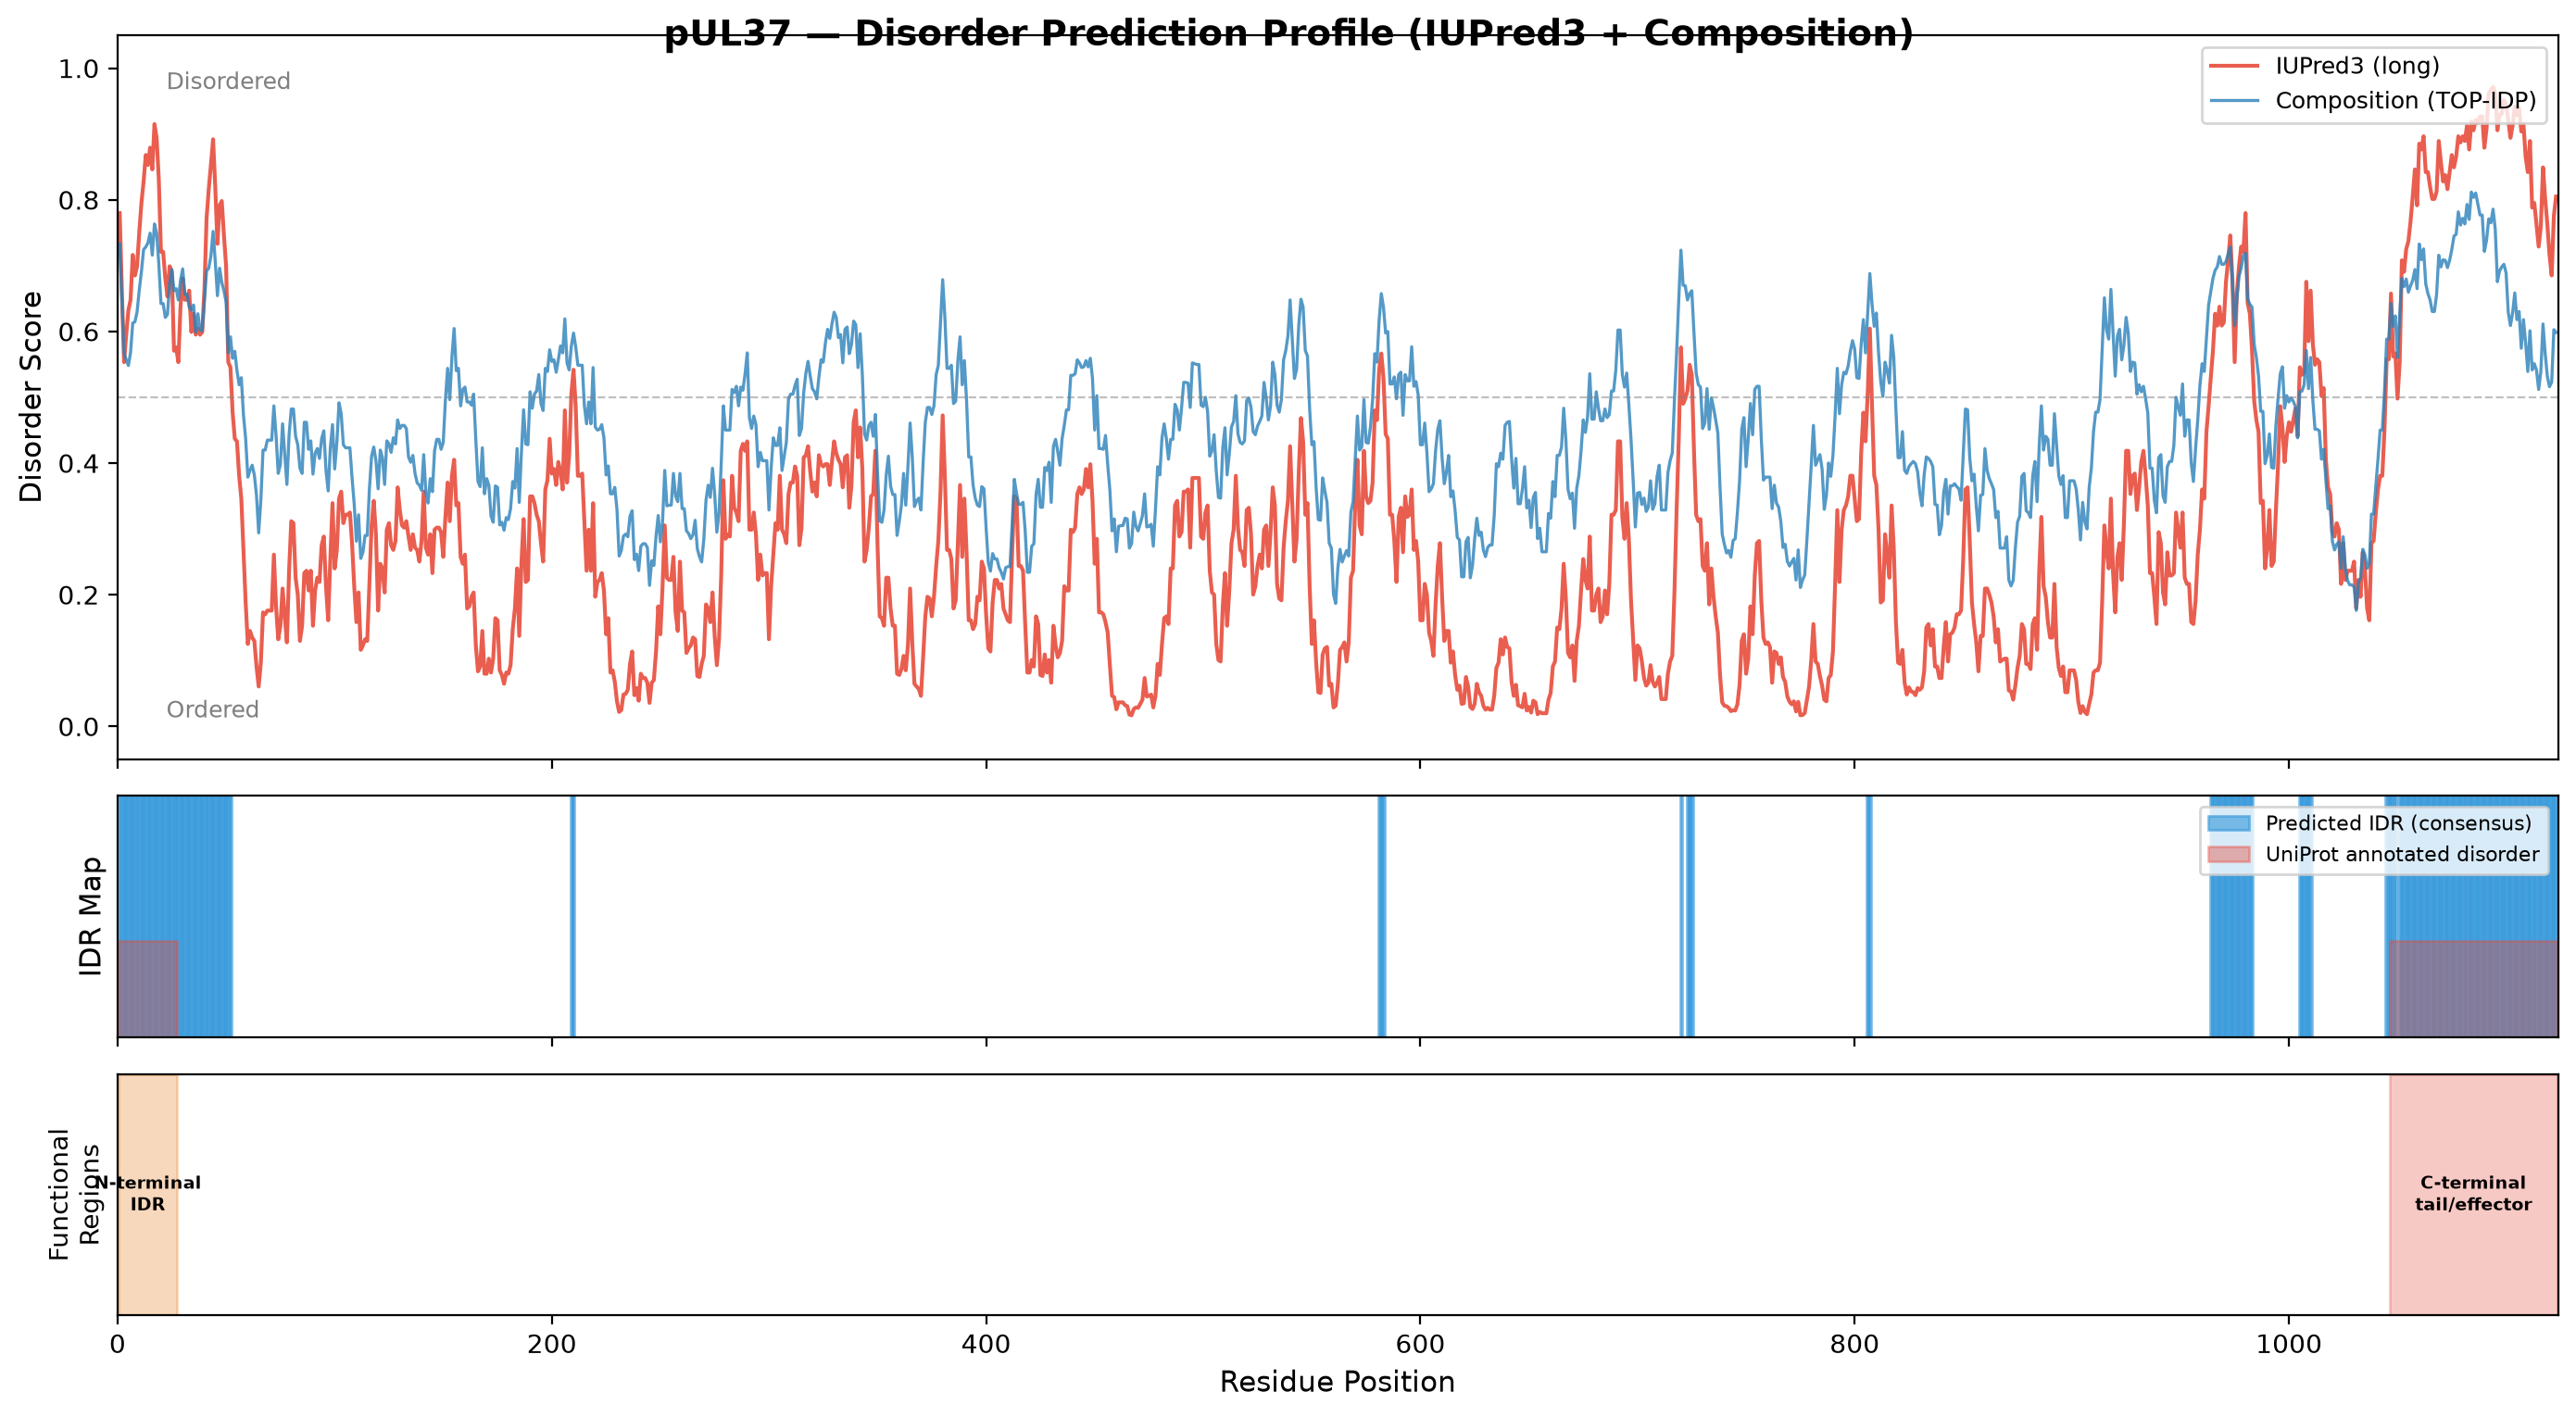 pUL37 — Disorder Prediction Profile (IUPred3 + Composition)
Disorder Score
1.0
0.8
0.6
0.4
0.2
0.0
Disordered
Ordered
IUPred3 (long)
Composition (TOP-IDP)
IDR Map
Predicted IDR (consensus)
UniProt annotated disorder
Functional
Regions
N-terminal
IDR
C-terminal
tail/effector
0
200
400
600
800
1000
Residue Position